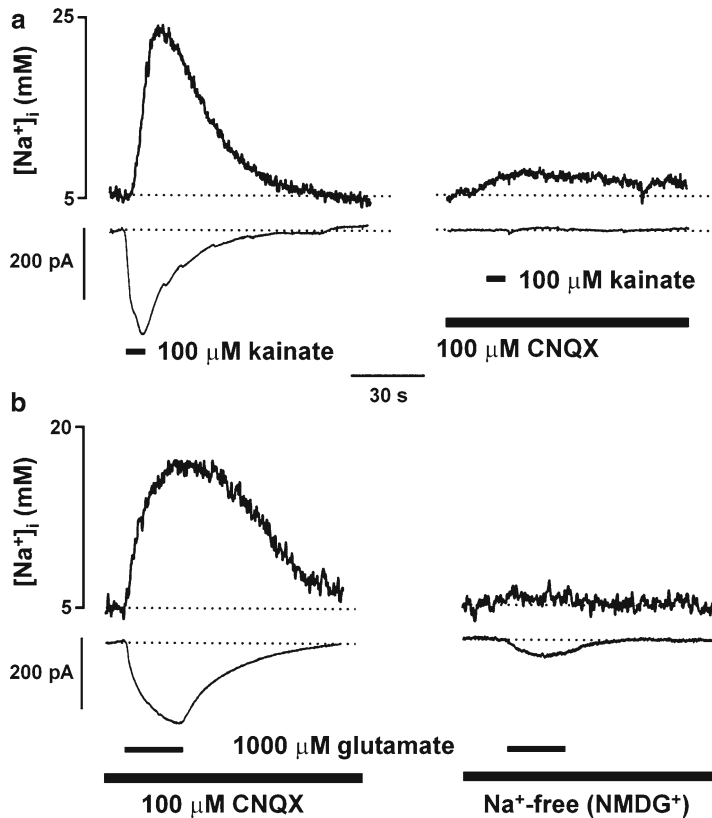 a
25
[Na⁺]ᵢ (mM)
5
200 pA
100 μM kainate
100 μM kainate
100 μM CNQX
30 s
b
20
[Na⁺]ᵢ (mM)
5
200 pA
1000 μM glutamate
100 μM CNQX
Na⁺-free (NMDG⁺)